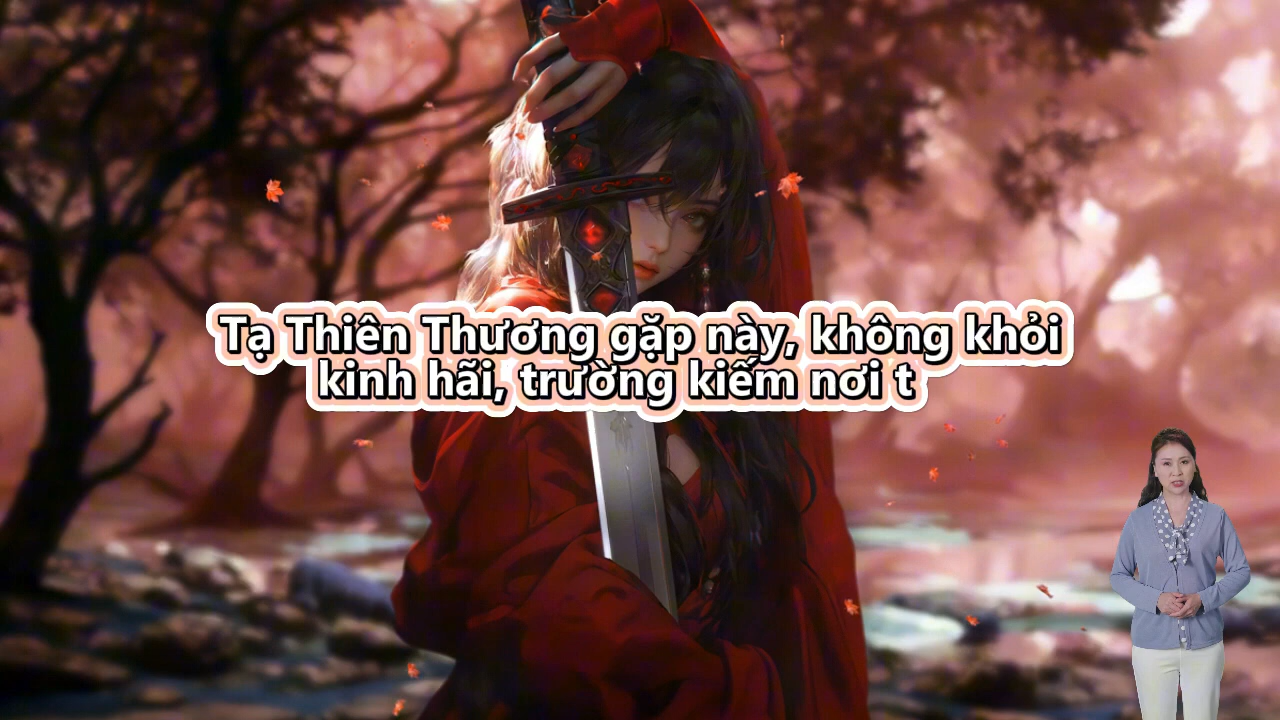 Tạ Thiên Thương gặp này, không khỏi
kinh hãi, trường kiếm nơi t